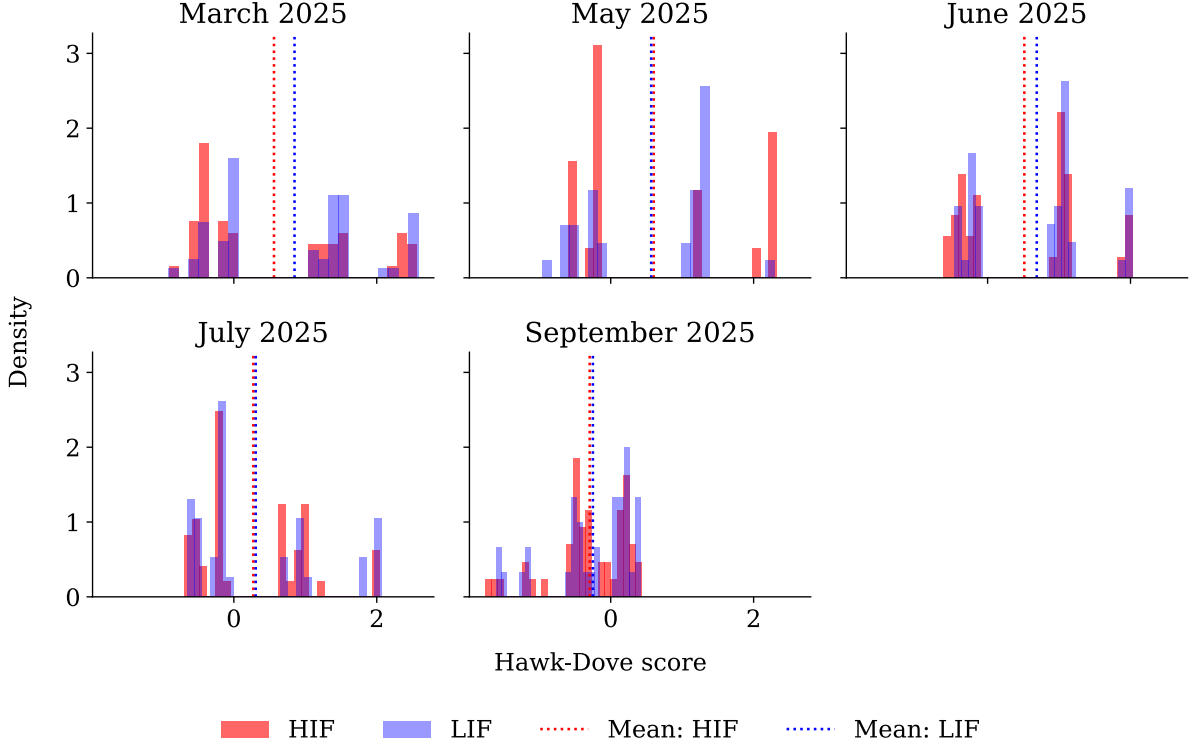 March 2025
May 2025
June 2025
3
2
1
0
July 2025
September 2025
3
2
1
0
0
2
0
2
Density
Hawk-Dove score
HIF
LIF
Mean: HIF
Mean: LIF